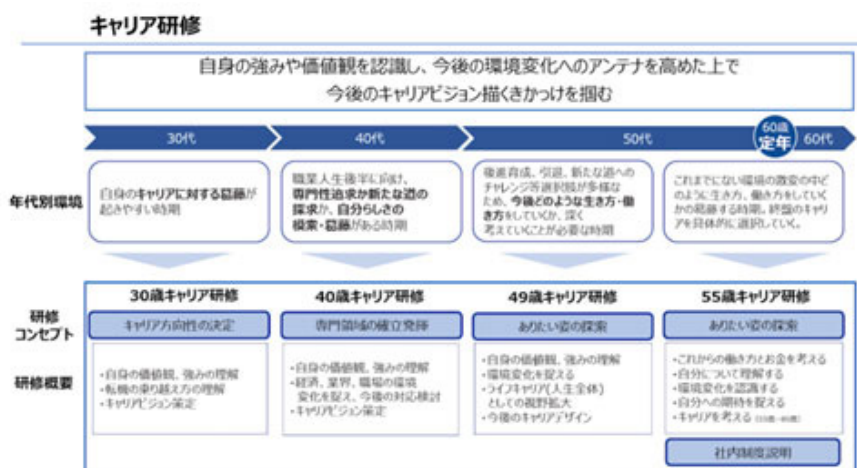 キャリア研修
自身の強みや価値観を認識し、今後の環境変化へのアンテナを高めた上で
今後のキャリアビジョン描くきっかけを掴む
30代
40代
50代
60歳
定年
60代
年代別環境
自身のキャリアに対する葛藤が
起きやすい時期
職業人生後半に向け、
専門性追求か新たな道の
探求か、自分らしさの
模索・葛藤がある時期
後進育成、引退、新たな道への
チャレンジ等選択肢が多様な
ため、今後どのような生き方・働
き方をしていくか、深く
考えていくことが必要な時期
これまでにない環境の激変の中ど
のように生き方、働き方をしていく
かの葛藤する時期。終盤のキャリ
アを具体的に選択していく。
研修
コンセプト
30歳キャリア研修
40歳キャリア研修
49歳キャリア研修
55歳キャリア研修
キャリア方向性の決定
専門領域の確立発揮
ありたい姿の探索
ありたい姿の探索
研修概要
・自身の価値観、強みの理解
・転機の乗り越え方の理解
・キャリアビジョン策定
・自身の価値観、強みの理解
・経済、業界、職場の環境
変化を捉え、今後の対応検討
・キャリアビジョン策定
・自身の価値観、強みの理解
・環境変化を捉える
・ライフキャリア(人生全体)
としての視野拡大
・今後のキャリアデザイン
・これからの働き方とお金を考える
・自分について理解する
・環境変化を認識する
・自分への期待を捉える
・キャリアを考える
社内制度説明